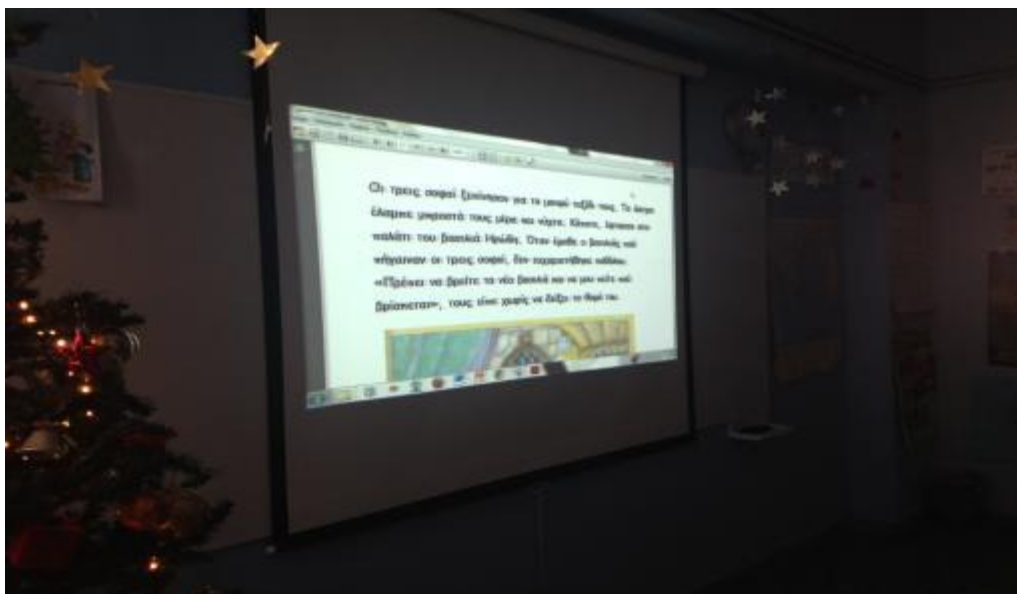 Οι τρεις σοφοί ξεκίνησαν για το μακρύ ταξίδι τους. Το άστρο
έλαμπε μπροστά τους μέρα και νύχτα. Κάποτε, έφτασαν στο
παλάτι του βασιλιά Ηρώδη. Όταν έμαθε ο βασιλιάς πού
πήγαιναν οι τρεις σοφοί, δεν ευχαριστήθηκε καθόλου.
«Πρέπει να βρείτε το νέο βασιλιά και να μου πείτε πού
βρίσκεται», τους είπε χωρίς να δείξει το θυμό του.